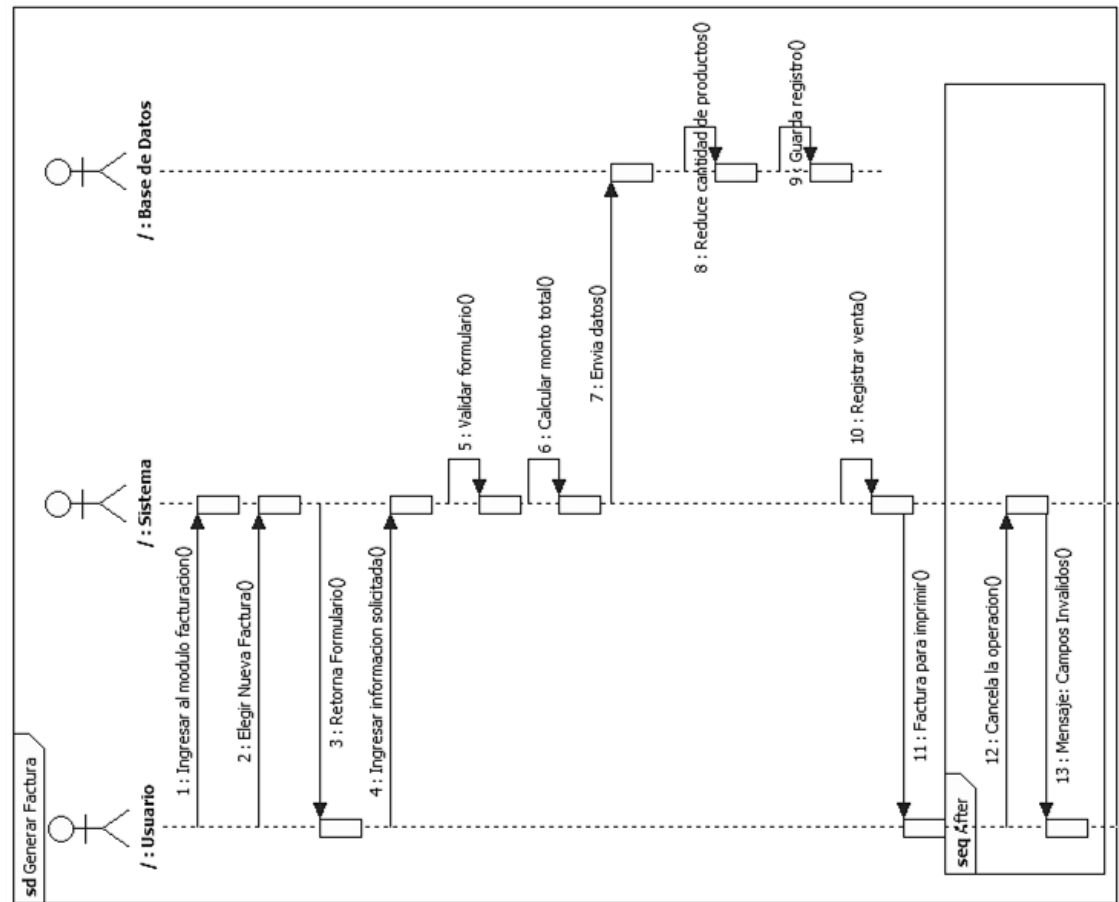 sd Generar Factura
/ : Usuario
/ : Sistema
/ : Base de Datos
1 : Ingresar al modulo facturacion()
2 : Elegir Nueva Factura()
3 : Retorna Formulario()
4 : Ingresar informacion solicitada()
5 : Validar formulario()
6 : Calcular monto total()
7 : Envia datos()
8 : Reduce cantidad de productos()
9 : Guarda registro()
10 : Registrar venta()
11 : Factura para imprimir()
seq After
12 : Cancela la operacion()
13 : Mensaje: Campos Invalidos()